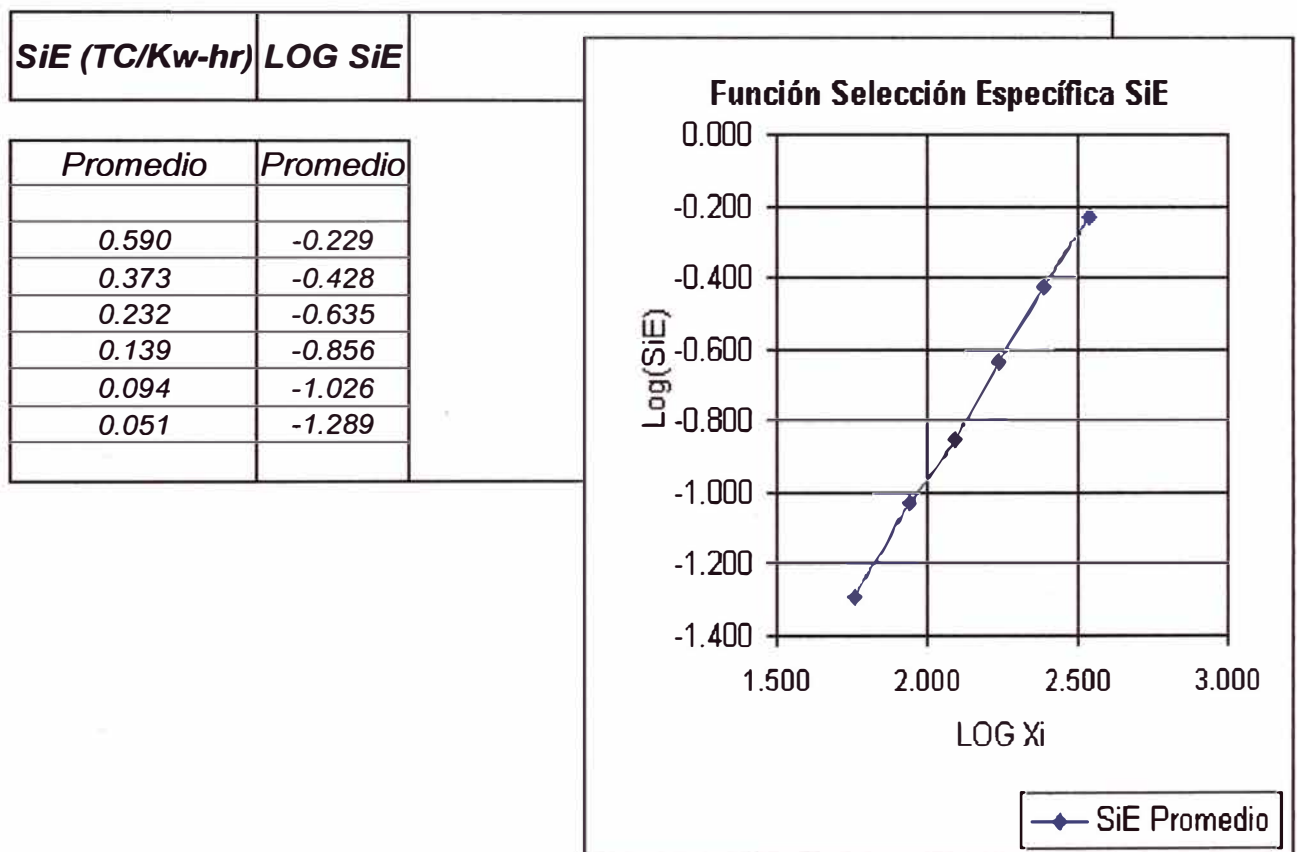 SiE (TC/Kw-hr) LOG SiE
Promedio Promedio
0.590 -0.229
0.373 -0.428
0.232 -0.635
0.139 -0.856
0.094 -1.026
0.051 -1.289
Función Selección Específica SiE
0.000
-0.200
-0.400
-0.600
-0.800
-1.000
-1.200
-1.400
Log(SiE)
1.500 2.000 2.500 3.000
LOG Xi
SiE Promedio